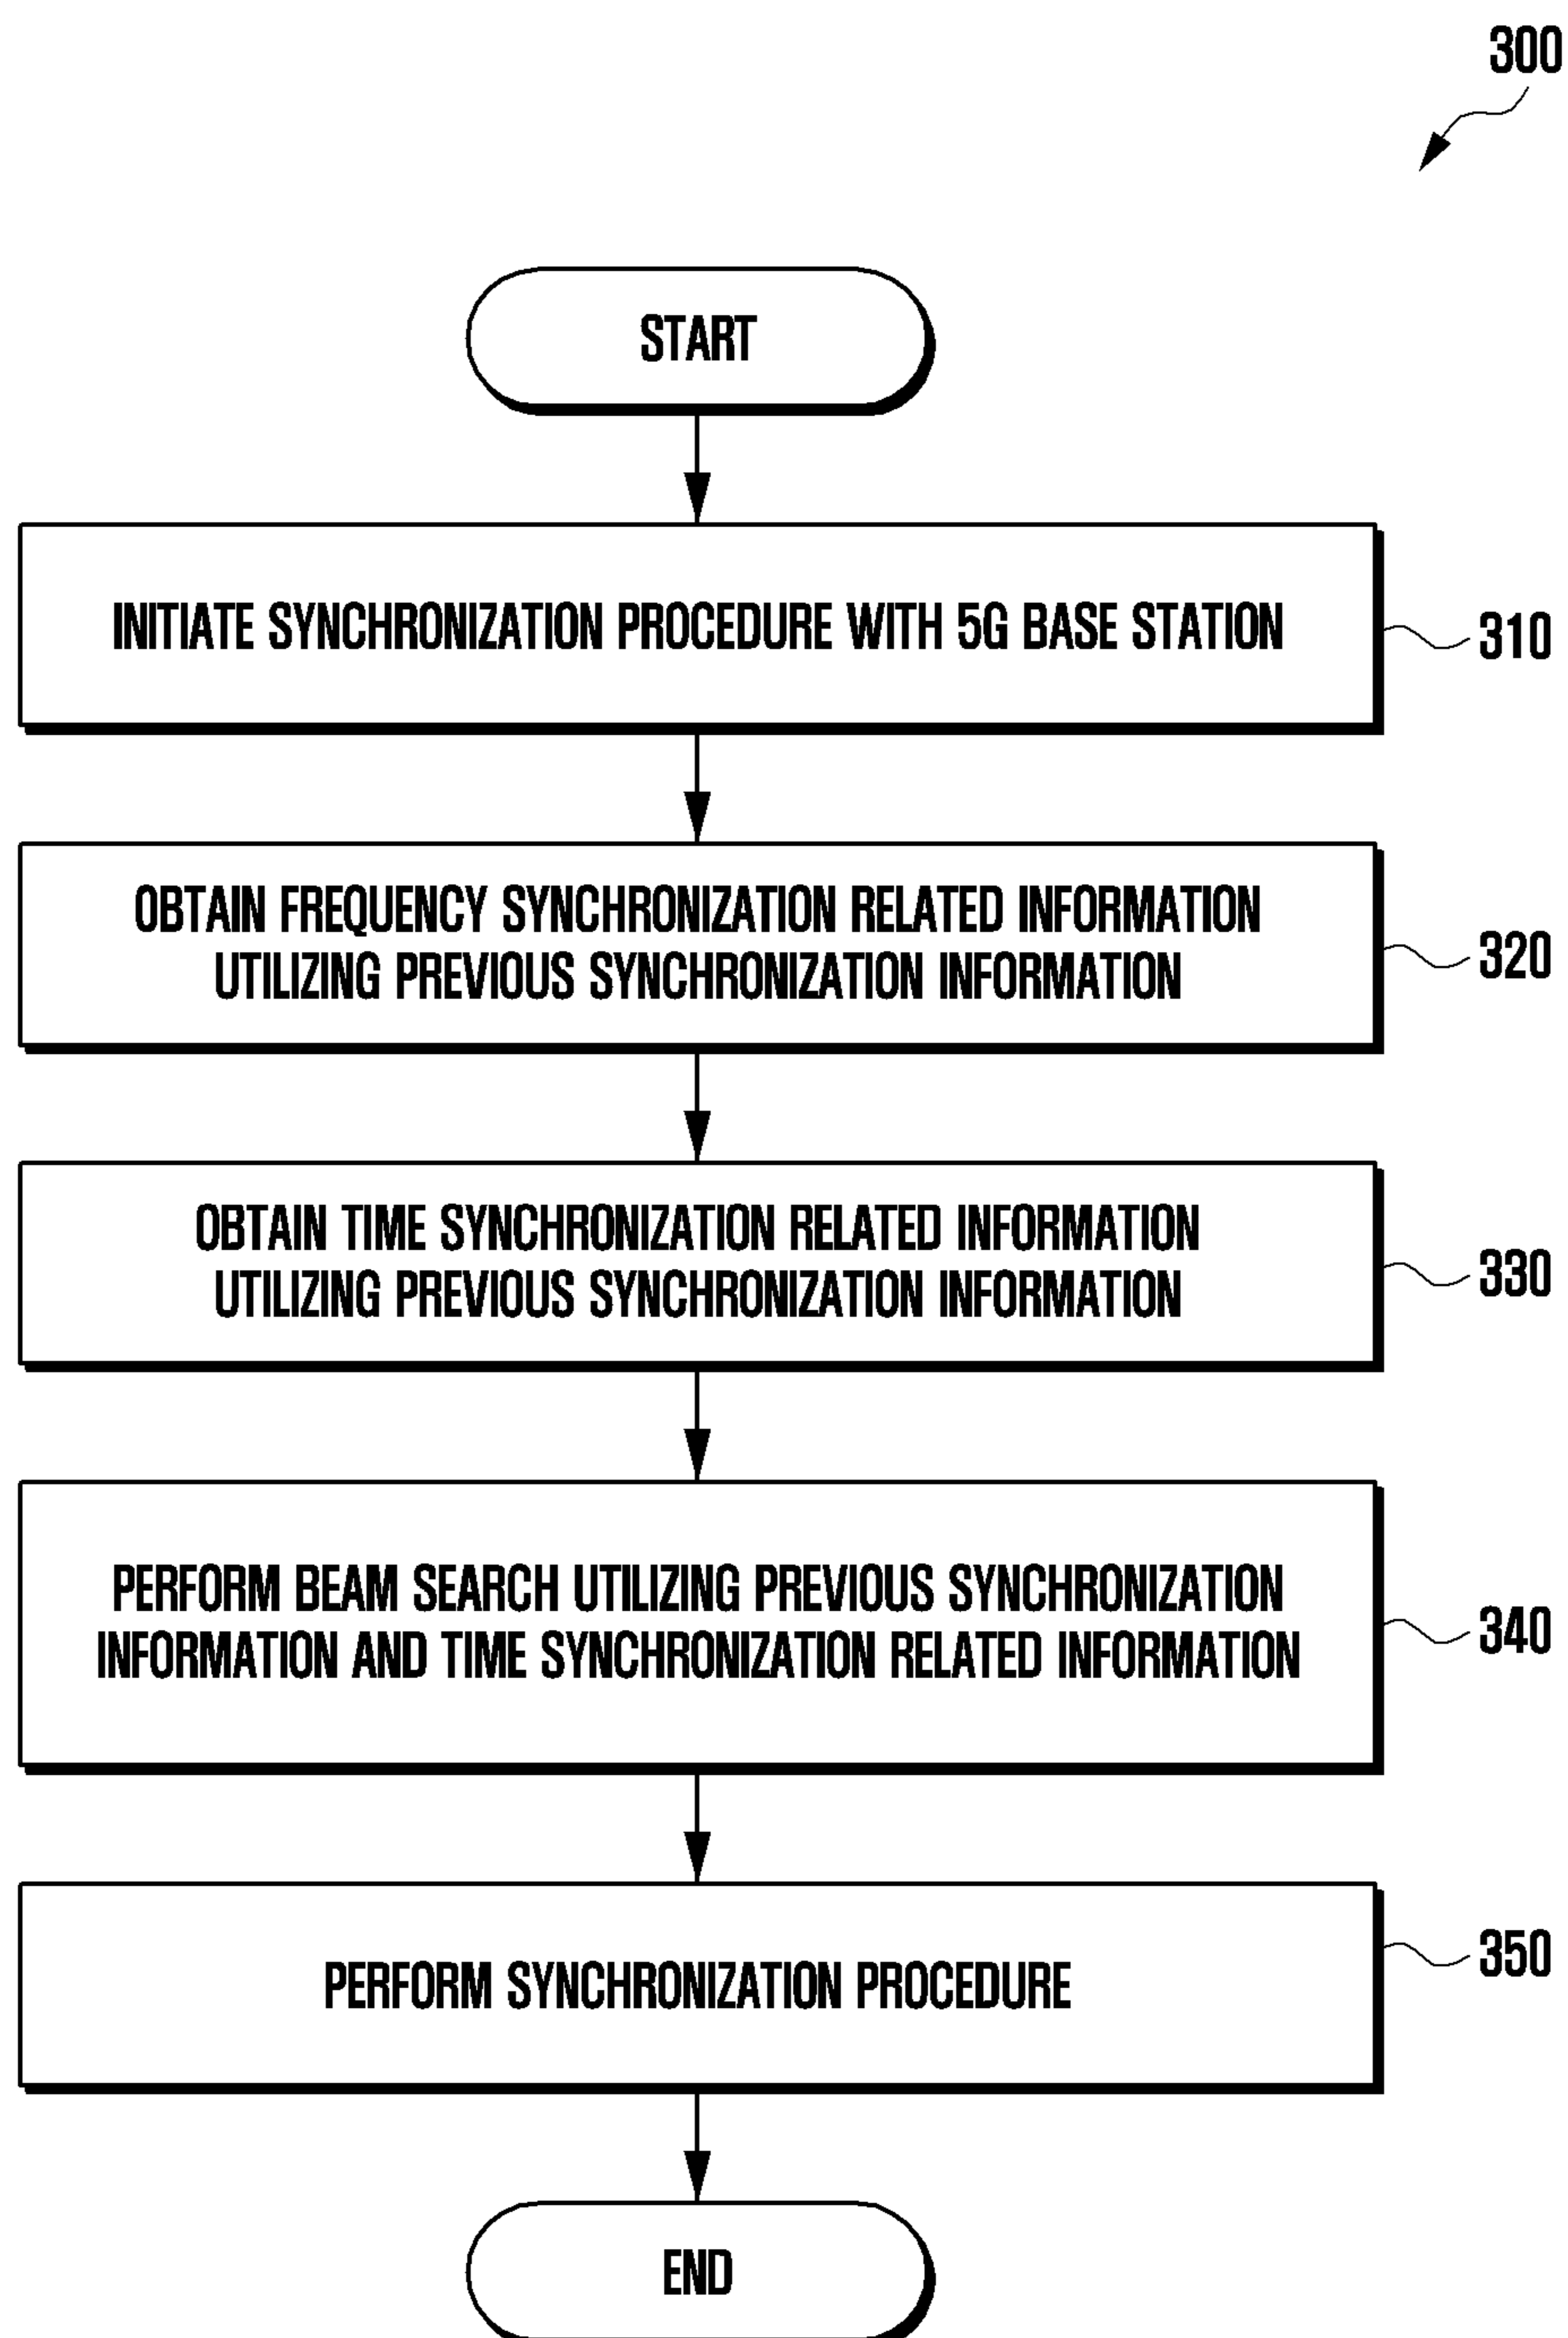 300
START
INITIATE SYNCHRONIZATION PROCEDURE WITH 5G BASE STATION
310
OBTAIN FREQUENCY SYNCHRONIZATION RELATED INFORMATION
UTILIZING PREVIOUS SYNCHRONIZATION INFORMATION
320
OBTAIN TIME SYNCHRONIZATION RELATED INFORMATION
UTILIZING PREVIOUS SYNCHRONIZATION INFORMATION
330
PERFORM BEAM SEARCH UTILIZING PREVIOUS SYNCHRONIZATION
INFORMATION AND TIME SYNCHRONIZATION RELATED INFORMATION
340
PERFORM SYNCHRONIZATION PROCEDURE
350
END